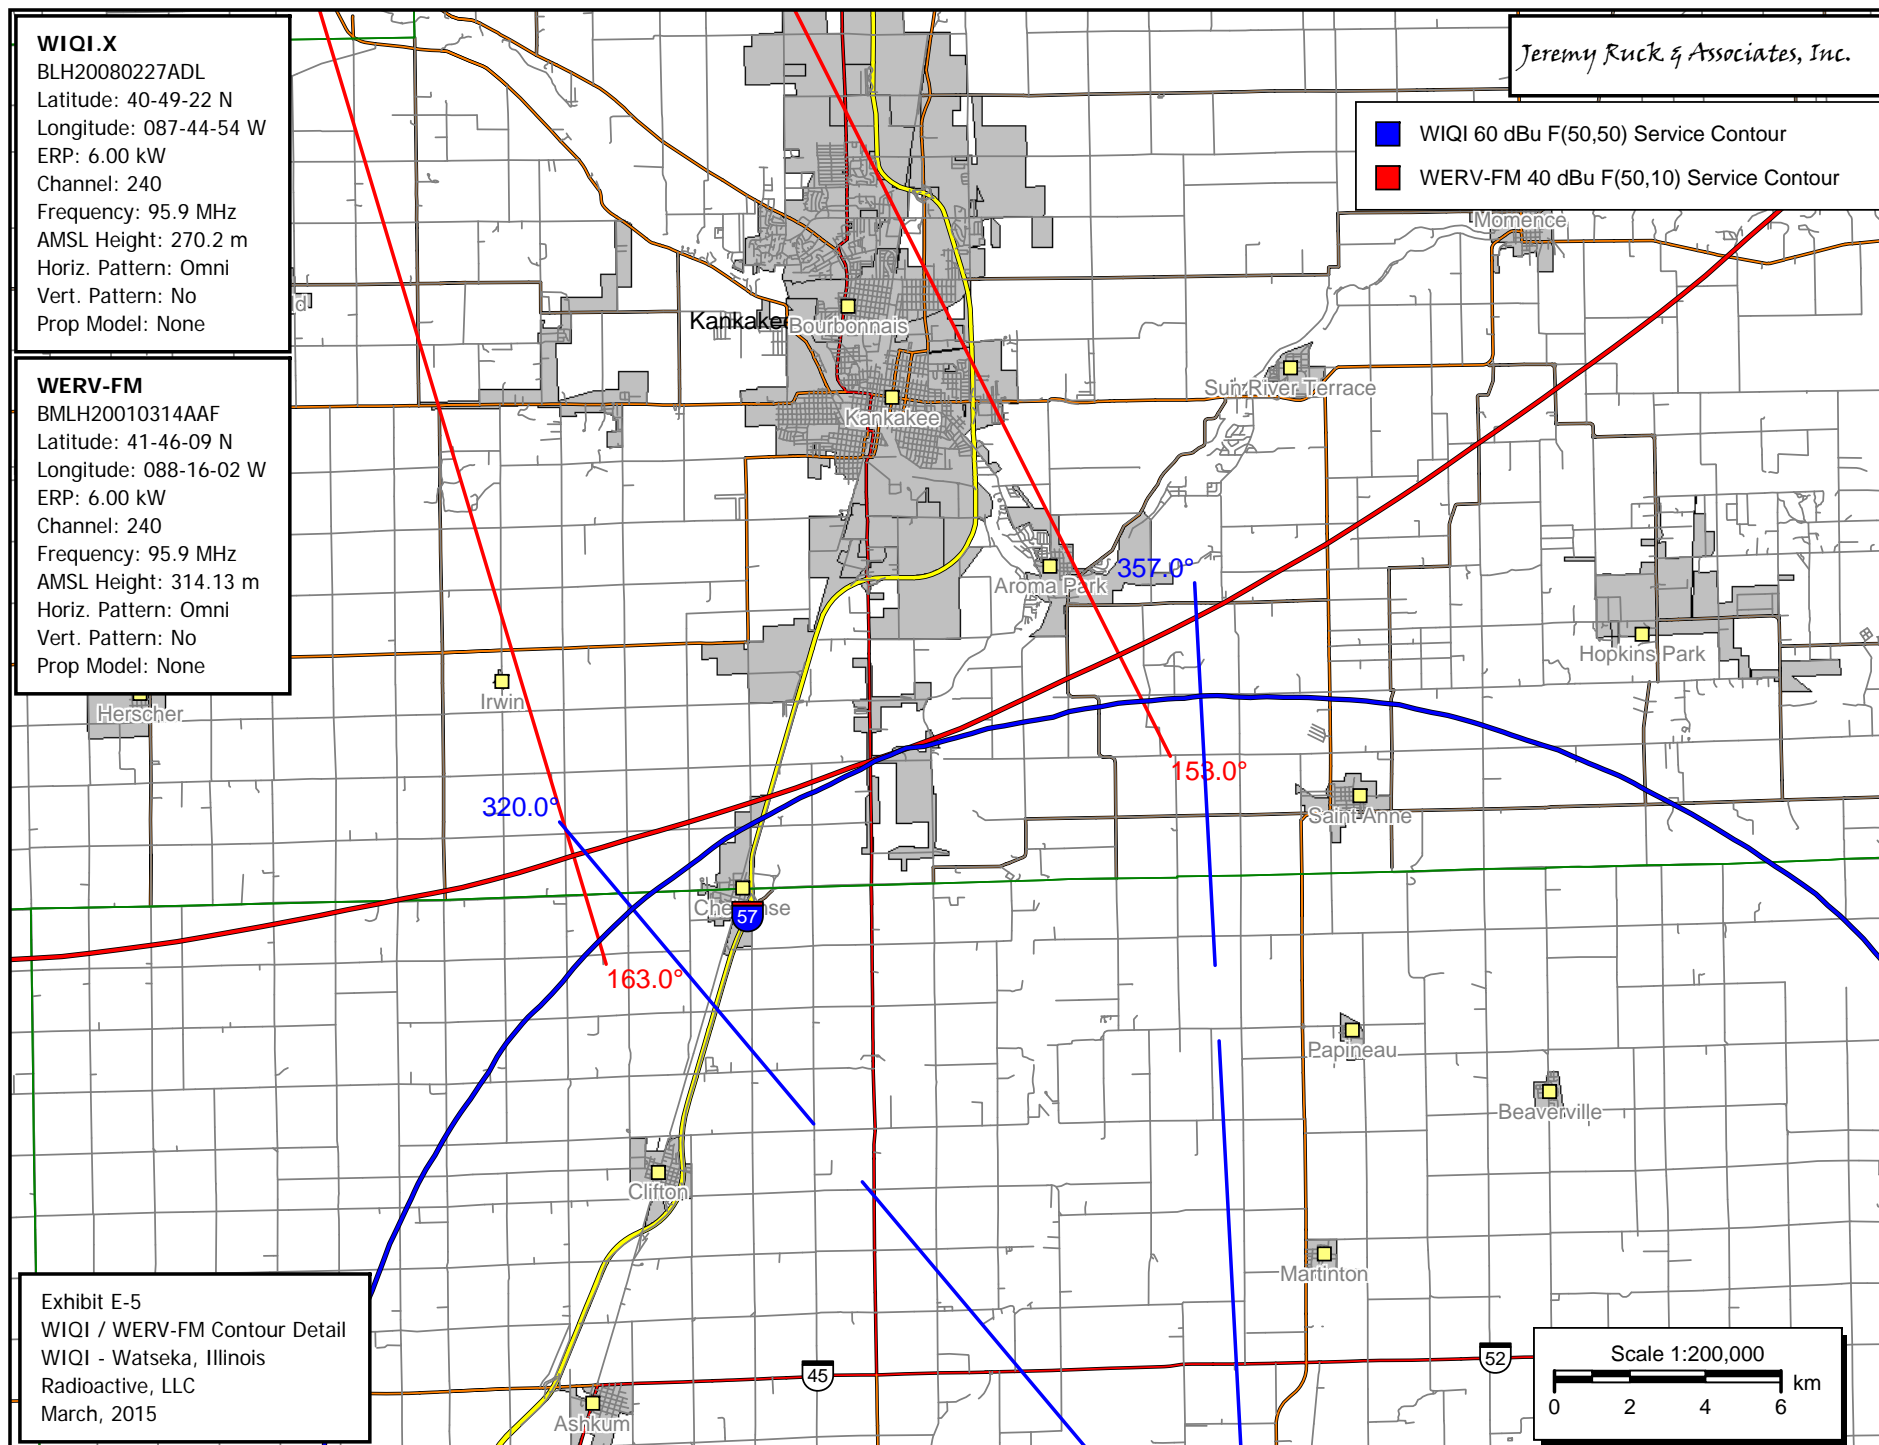 WIQI.X
BLH20080227ADL
Latitude: 40-49-22 N
Longitude: 087-44-54 W
ERP: 6.00 kW
Channel: 240
Frequency: 95.9 MHz
AMSL Height: 270.2 m
Horiz. Pattern: Omni
Vert. Pattern: No
Prop Model: None
WERV-FM
BMLH20010314AAF
Latitude: 41-46-09 N
Longitude: 088-16-02 W
ERP: 6.00 kW
Channel: 240
Frequency: 95.9 MHz
AMSL Height: 314.13 m
Horiz. Pattern: Omni
Vert. Pattern: No
Prop Model: None
Jeremy Ruck & Associates, Inc.
WIQI 60 dBu F(50,50) Service Contour
WERV-FM 40 dBu F(50,10) Service Contour
Momence
Kankakee
Bourbonnais
Sun River Terrace
Kankakee
357.0°
Aroma Park
Hopkins Park
Irwin
Herscher
153.0°
320.0°
Saint Anne
57
163.0°
Papineau
Beaverville
Clifton
Martinton
52
45
Ashkum
Exhibit E-5
WIQI / WERV-FM Contour Detail
WIQI - Watseka, Illinois
Radioactive, LLC
March, 2015
Scale 1:200,000
km
0 2 4 6